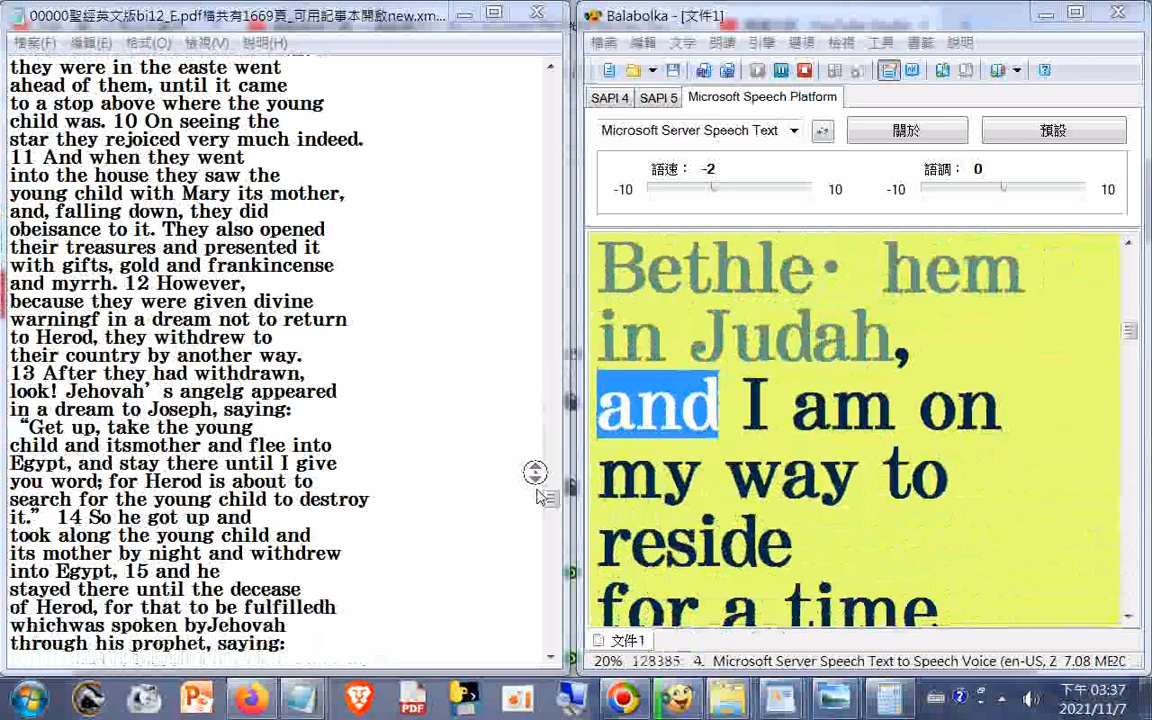 00000聖經英文版bi12_E.pdf檔共有1669頁_可用記事本開啟new.xm...
檔案(F) 編輯(E) 格式(O) 檢視(V) 說明(H)
they were in the easte went
ahead of them, until it came
to a stop above where the young
child was. 10 On seeing the
star they rejoiced very much indeed.
11 And when they went
into the house they saw the
young child with Mary its mother,
and, falling down, they did
obeisance to it. They also opened
their treasures and presented it
with gifts, gold and frankincense
and myrrh. 12 However,
because they were given divine
warningf in a dream not to return
to Herod, they withdrew to
their country by another way.
13 After they had withdrawn,
look! Jehovah’s angelg appeared
in a dream to Joseph, saying:
“Get up, take the young
child and itsmother and flee into
Egypt, and stay there until I give
you word; for Herod is about to
search for the young child to destroy
it.” 14 So he got up and
took along the young child and
its mother by night and withdrew
into Egypt, 15 and he
stayed there until the decease
of Herod, for that to be fulfilledh
whichwas spoken byJehovah
through his prophet, saying:
Balabolka - [文件1]
檔案 編輯 文字 朗讀 引擎 選項 檢視 工具 書籤 說明
SAPI 4 SAPI 5 Microsoft Speech Platform
Microsoft Server Speech Text 關於 預設
語速： -2 語調： 0
-10 10 -10 10
Bethle· hem
in Judah,
and I am on
my way to
reside
for a time
文件1
20% 128385 4. Microsoft Server Speech Text to Speech Voice (en-US, Z 7.08 ME2C
PDF
下午 03:37
2021/11/7